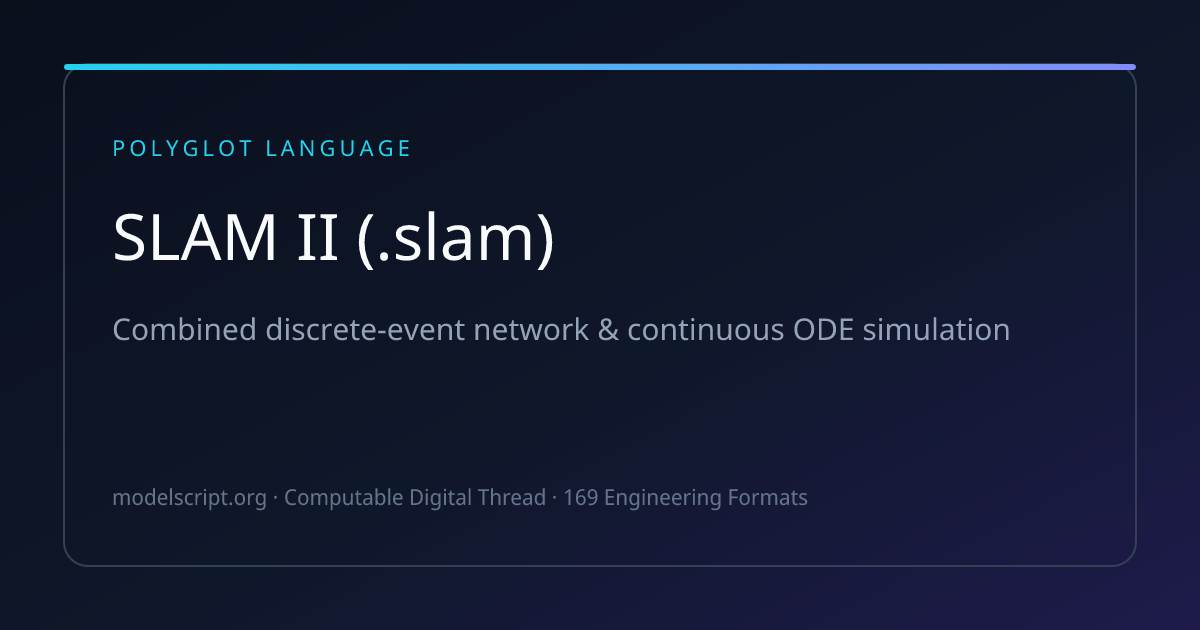 POLYGLOT LANGUAGE
SLAM II (.slam)
Combined discrete-event network & continuous ODE simulation
modelscript.org · Computable Digital Thread · 169 Engineering Formats